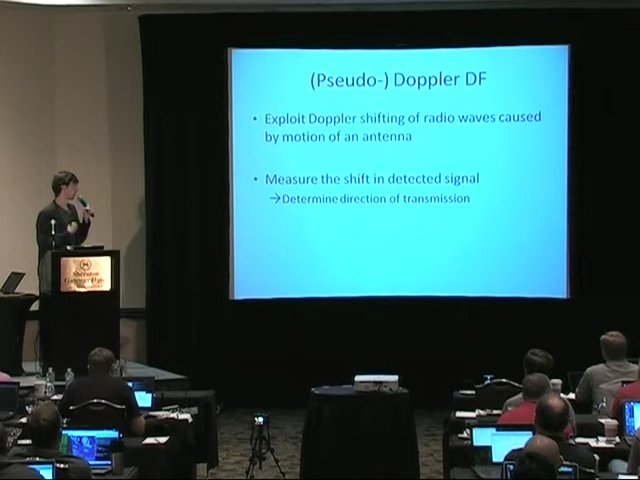 (Pseudo-) Doppler DF
• Exploit Doppler shifting of radio waves caused
by motion of an antenna
• Measure the shift in detected signal
→Determine direction of transmission
Sheraton